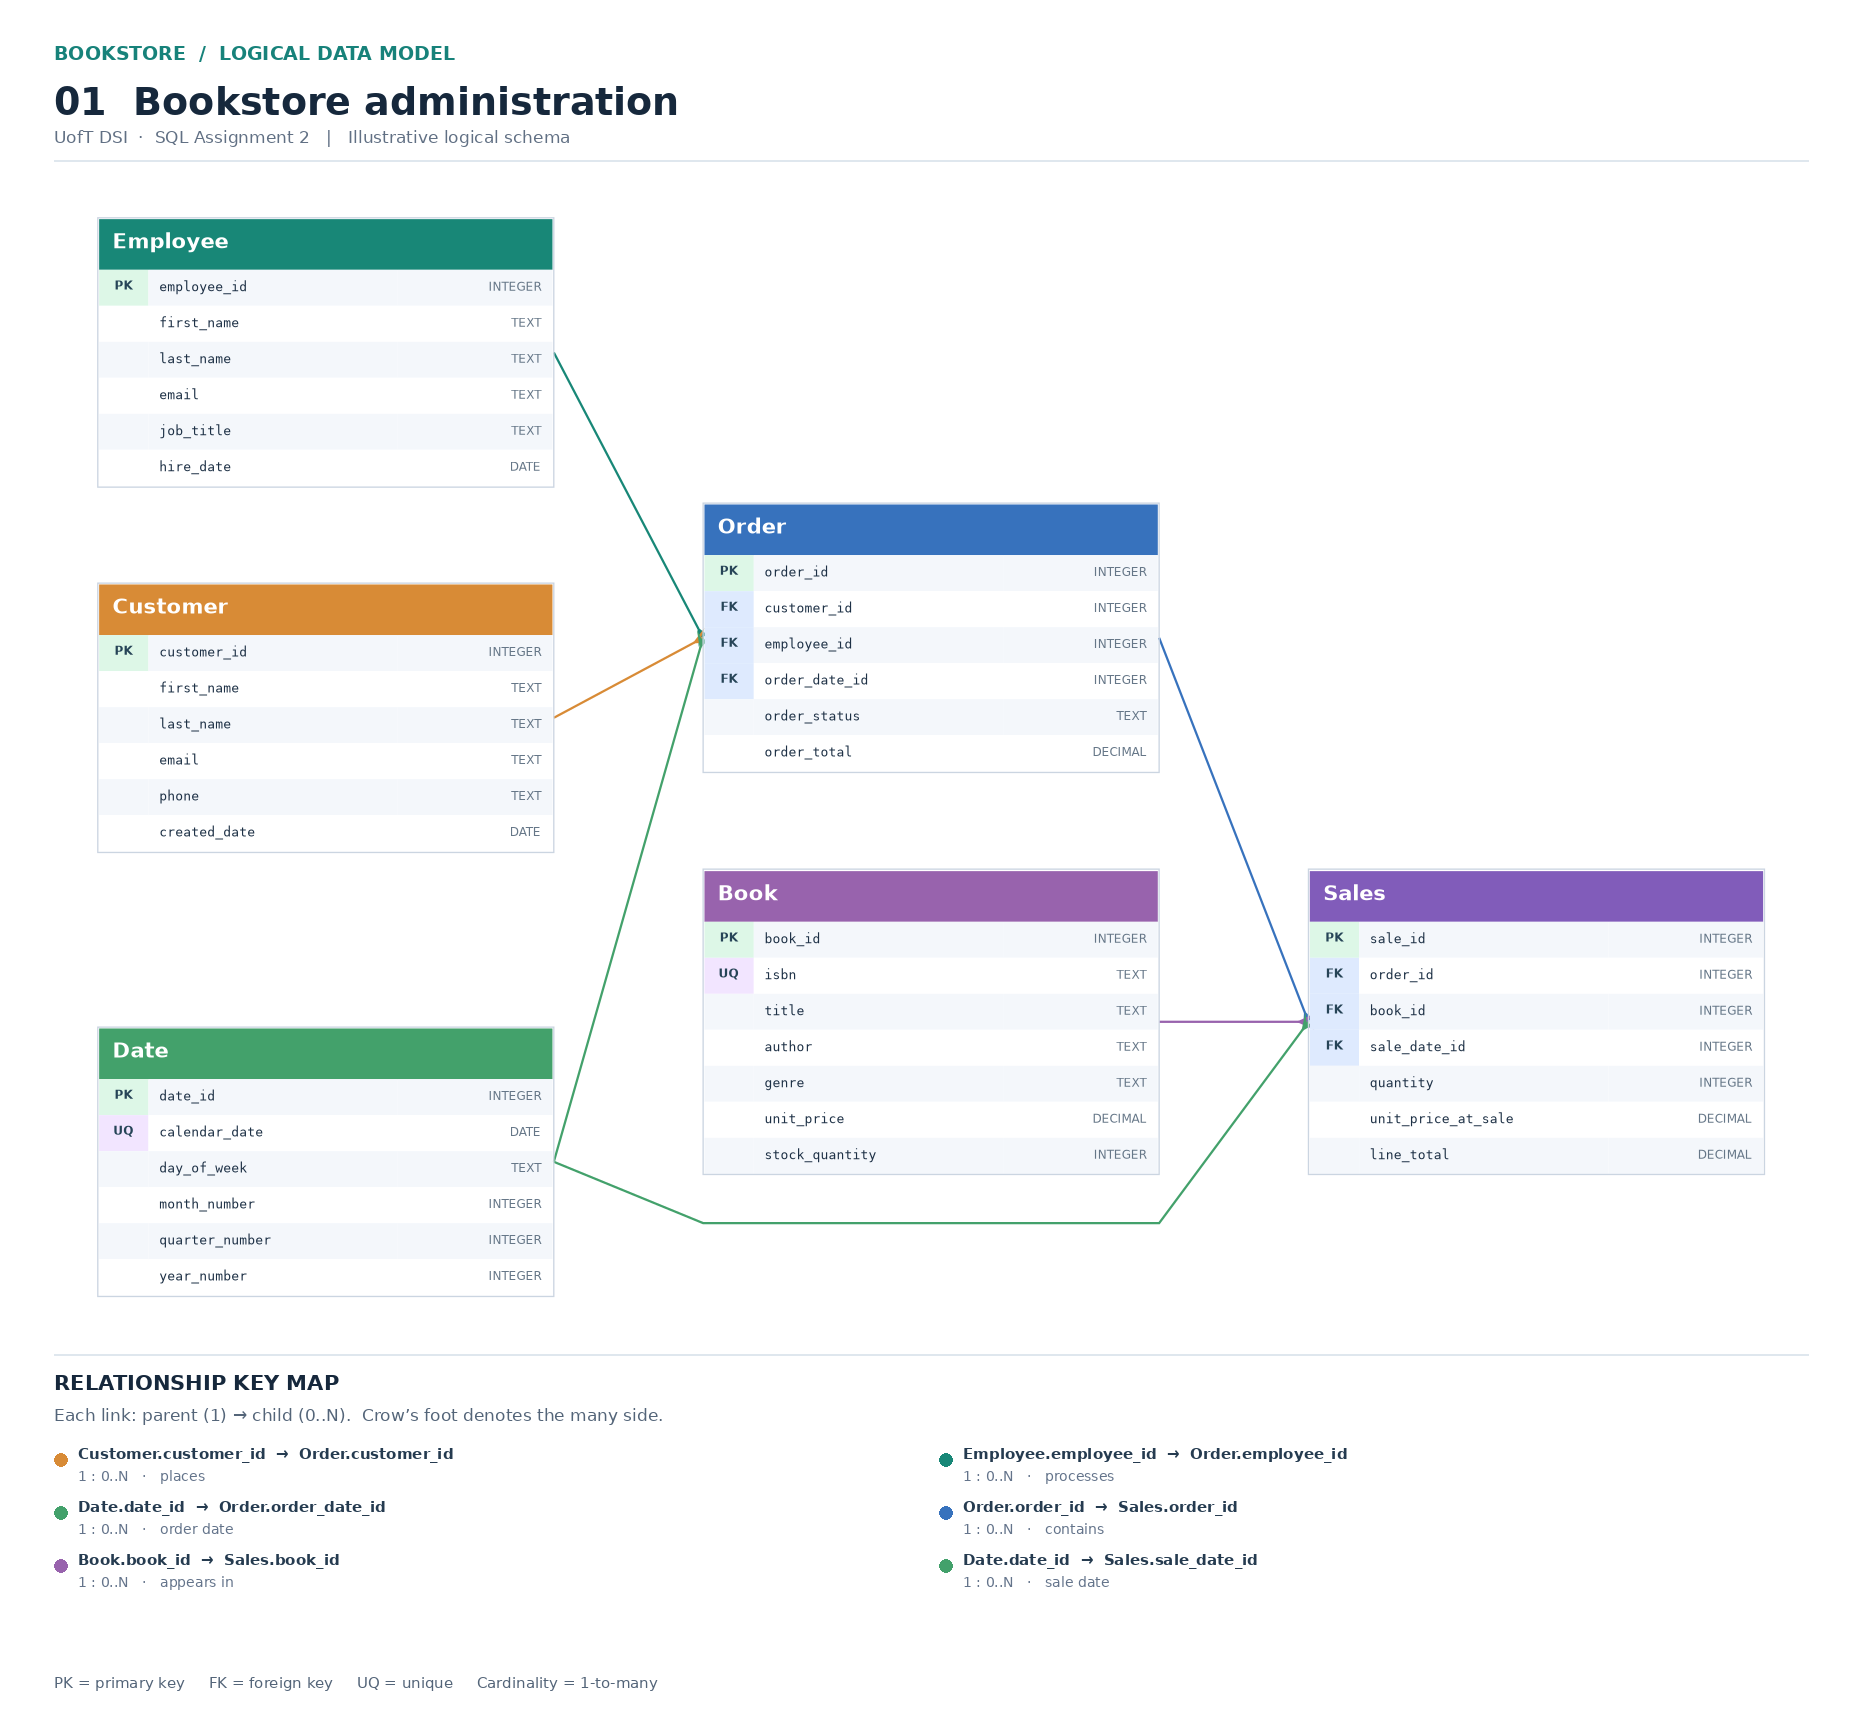 BOOKSTORE / LOGICAL DATA MODEL
01 Bookstore administration
UofT DSI · SQL Assignment 2 | Illustrative logical schema
Employee
PK employee_id INTEGER
first_name TEXT
last_name TEXT
email TEXT
job_title TEXT
hire_date DATE
Customer
PK customer_id INTEGER
first_name TEXT
last_name TEXT
email TEXT
phone TEXT
created_date DATE
Date
PK date_id INTEGER
UQ calendar_date DATE
day_of_week TEXT
month_number INTEGER
quarter_number INTEGER
year_number INTEGER
Order
PK order_id INTEGER
FK customer_id INTEGER
FK employee_id INTEGER
FK order_date_id INTEGER
order_status TEXT
order_total DECIMAL
Book
PK book_id INTEGER
UQ isbn TEXT
title TEXT
author TEXT
genre TEXT
unit_price DECIMAL
stock_quantity INTEGER
Sales
PK sale_id INTEGER
FK order_id INTEGER
FK book_id INTEGER
FK sale_date_id INTEGER
quantity INTEGER
unit_price_at_sale DECIMAL
line_total DECIMAL
RELATIONSHIP KEY MAP
Each link: parent (1) → child (0..N). Crow’s foot denotes the many side.
Customer.customer_id → Order.customer_id
1 : 0..N · places
Employee.employee_id → Order.employee_id
1 : 0..N · processes
Date.date_id → Order.order_date_id
1 : 0..N · order date
Order.order_id → Sales.order_id
1 : 0..N · contains
Book.book_id → Sales.book_id
1 : 0..N · appears in
Date.date_id → Sales.sale_date_id
1 : 0..N · sale date
PK = primary key FK = foreign key UQ = unique Cardinality = 1-to-many